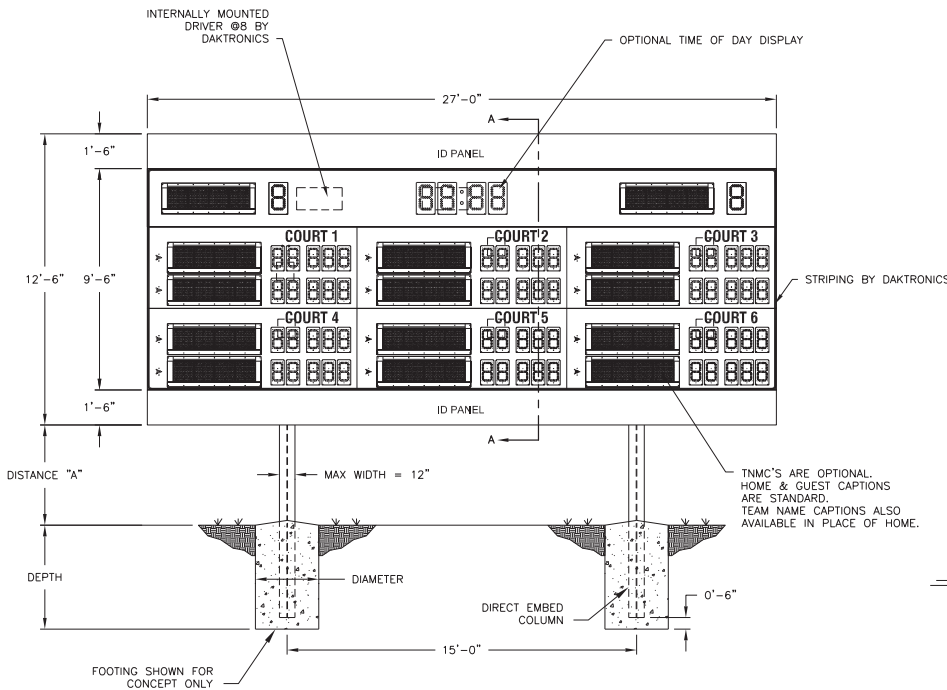 INTERNALLY MOUNTED
DRIVER @8 BY
DAKTRONICS
OPTIONAL TIME OF DAY DISPLAY
27'-0"
A
1'-6"
ID PANEL
8
88:88
8
COURT 1
COURT 2
COURT 3
12'-6"
9'-6"
STRIPING BY DAKTRONICS
COURT 4
COURT 5
COURT 6
1'-6"
ID PANEL
A
DISTANCE "A"
MAX WIDTH = 12"
TNMC'S ARE OPTIONAL.
HOME & GUEST CAPTIONS
ARE STANDARD.
TEAM NAME CAPTIONS ALSO
AVAILABLE IN PLACE OF HOME.
DEPTH
DIAMETER
DIRECT EMBED
COLUMN
0'-6"
15'-0"
FOOTING SHOWN FOR
CONCEPT ONLY